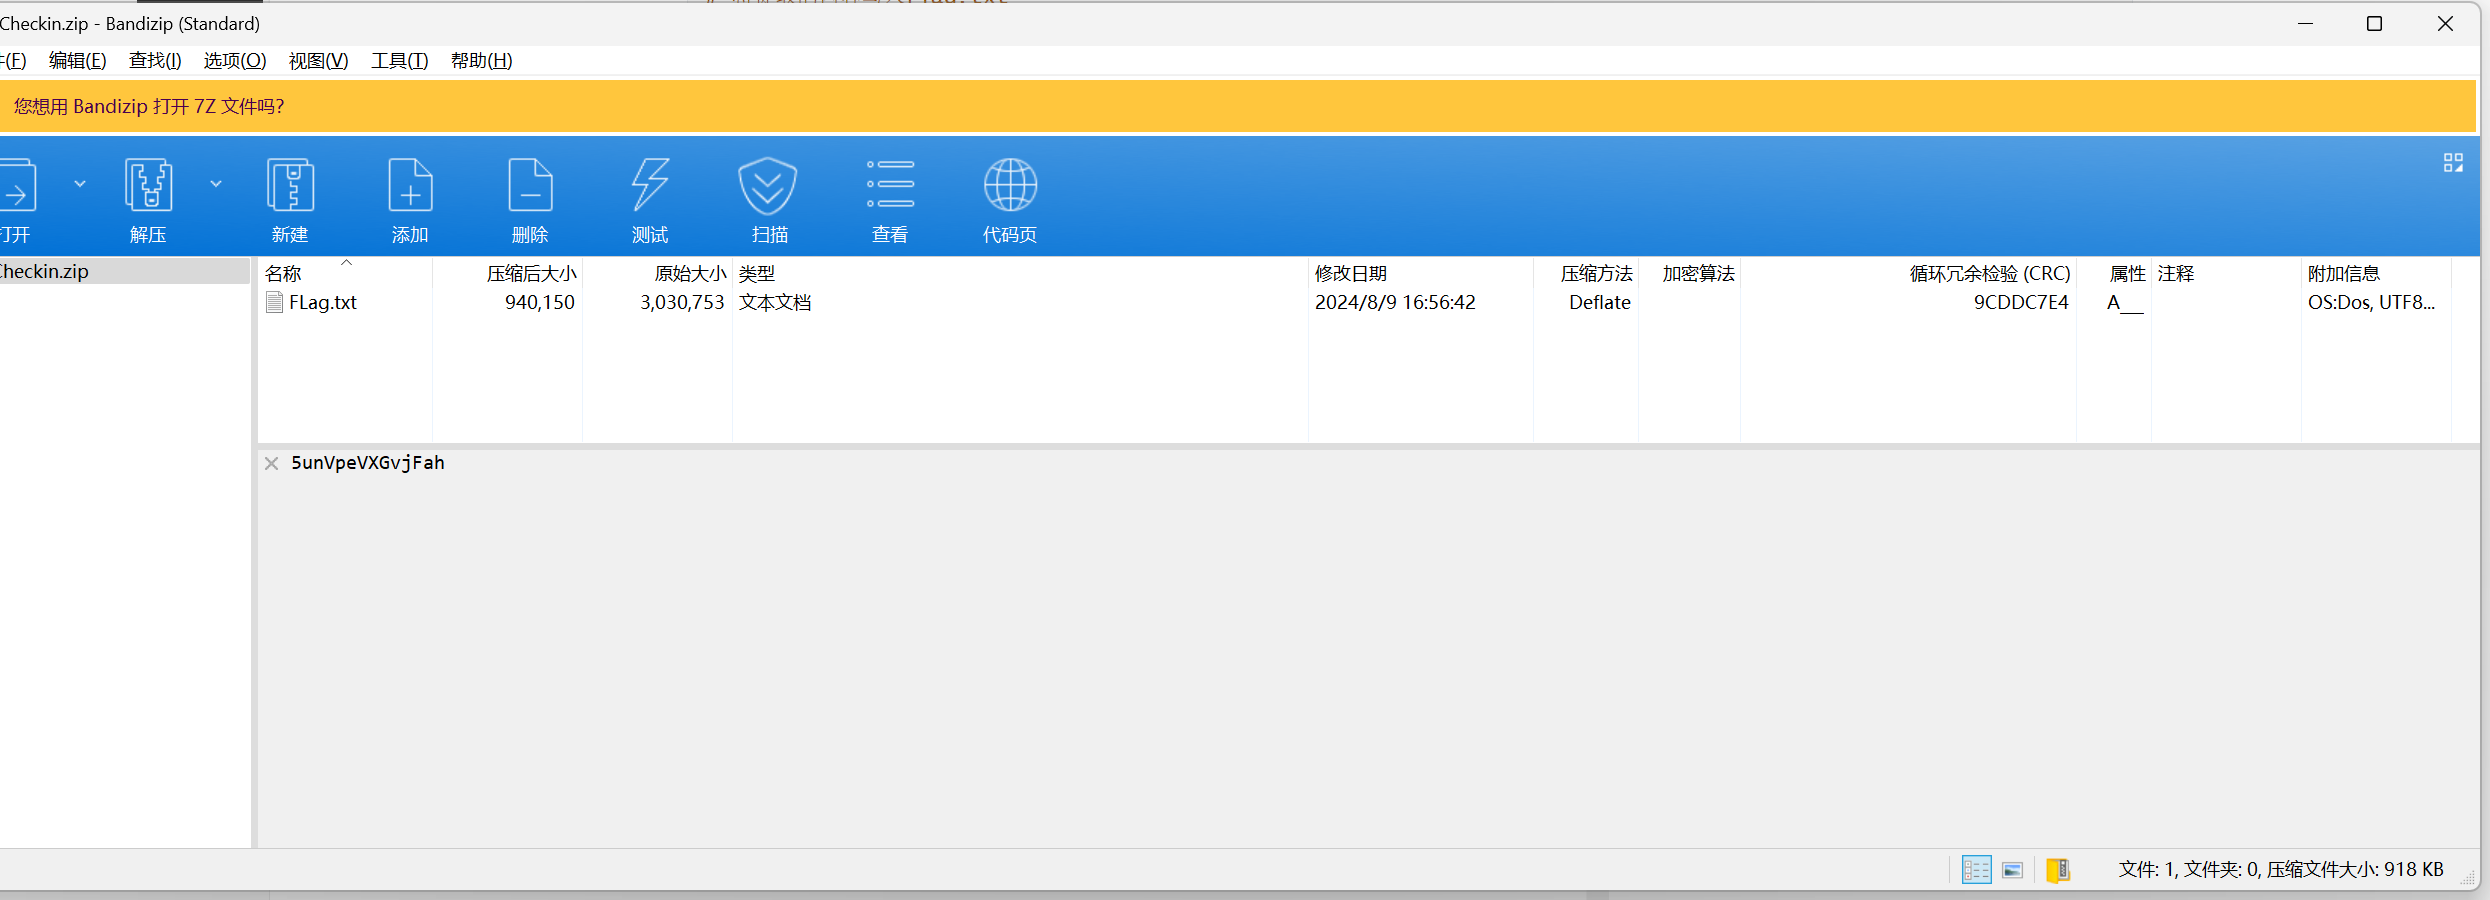 Checkin.zip - Bandizip (Standard)
件(F) 编辑(E) 查找(I) 选项(O) 视图(V) 工具(T) 帮助(H)
您想用 Bandizip 打开 7Z 文件吗?
打开 解压 新建 添加 删除 测试 扫描 查看 代码页
Checkin.zip
名称 压缩后大小 原始大小 类型 修改日期 压缩方法 加密算法 循环冗余检验 (CRC) 属性 注释 附加信息
FLag.txt 940,150 3,030,753 文本文档 2024/8/9 16:56:42 Deflate 9CDDC7E4 A___ OS:Dos, UTF8...
5unVpeVXGvjFah
文件: 1, 文件夹: 0, 压缩文件大小: 918 KB